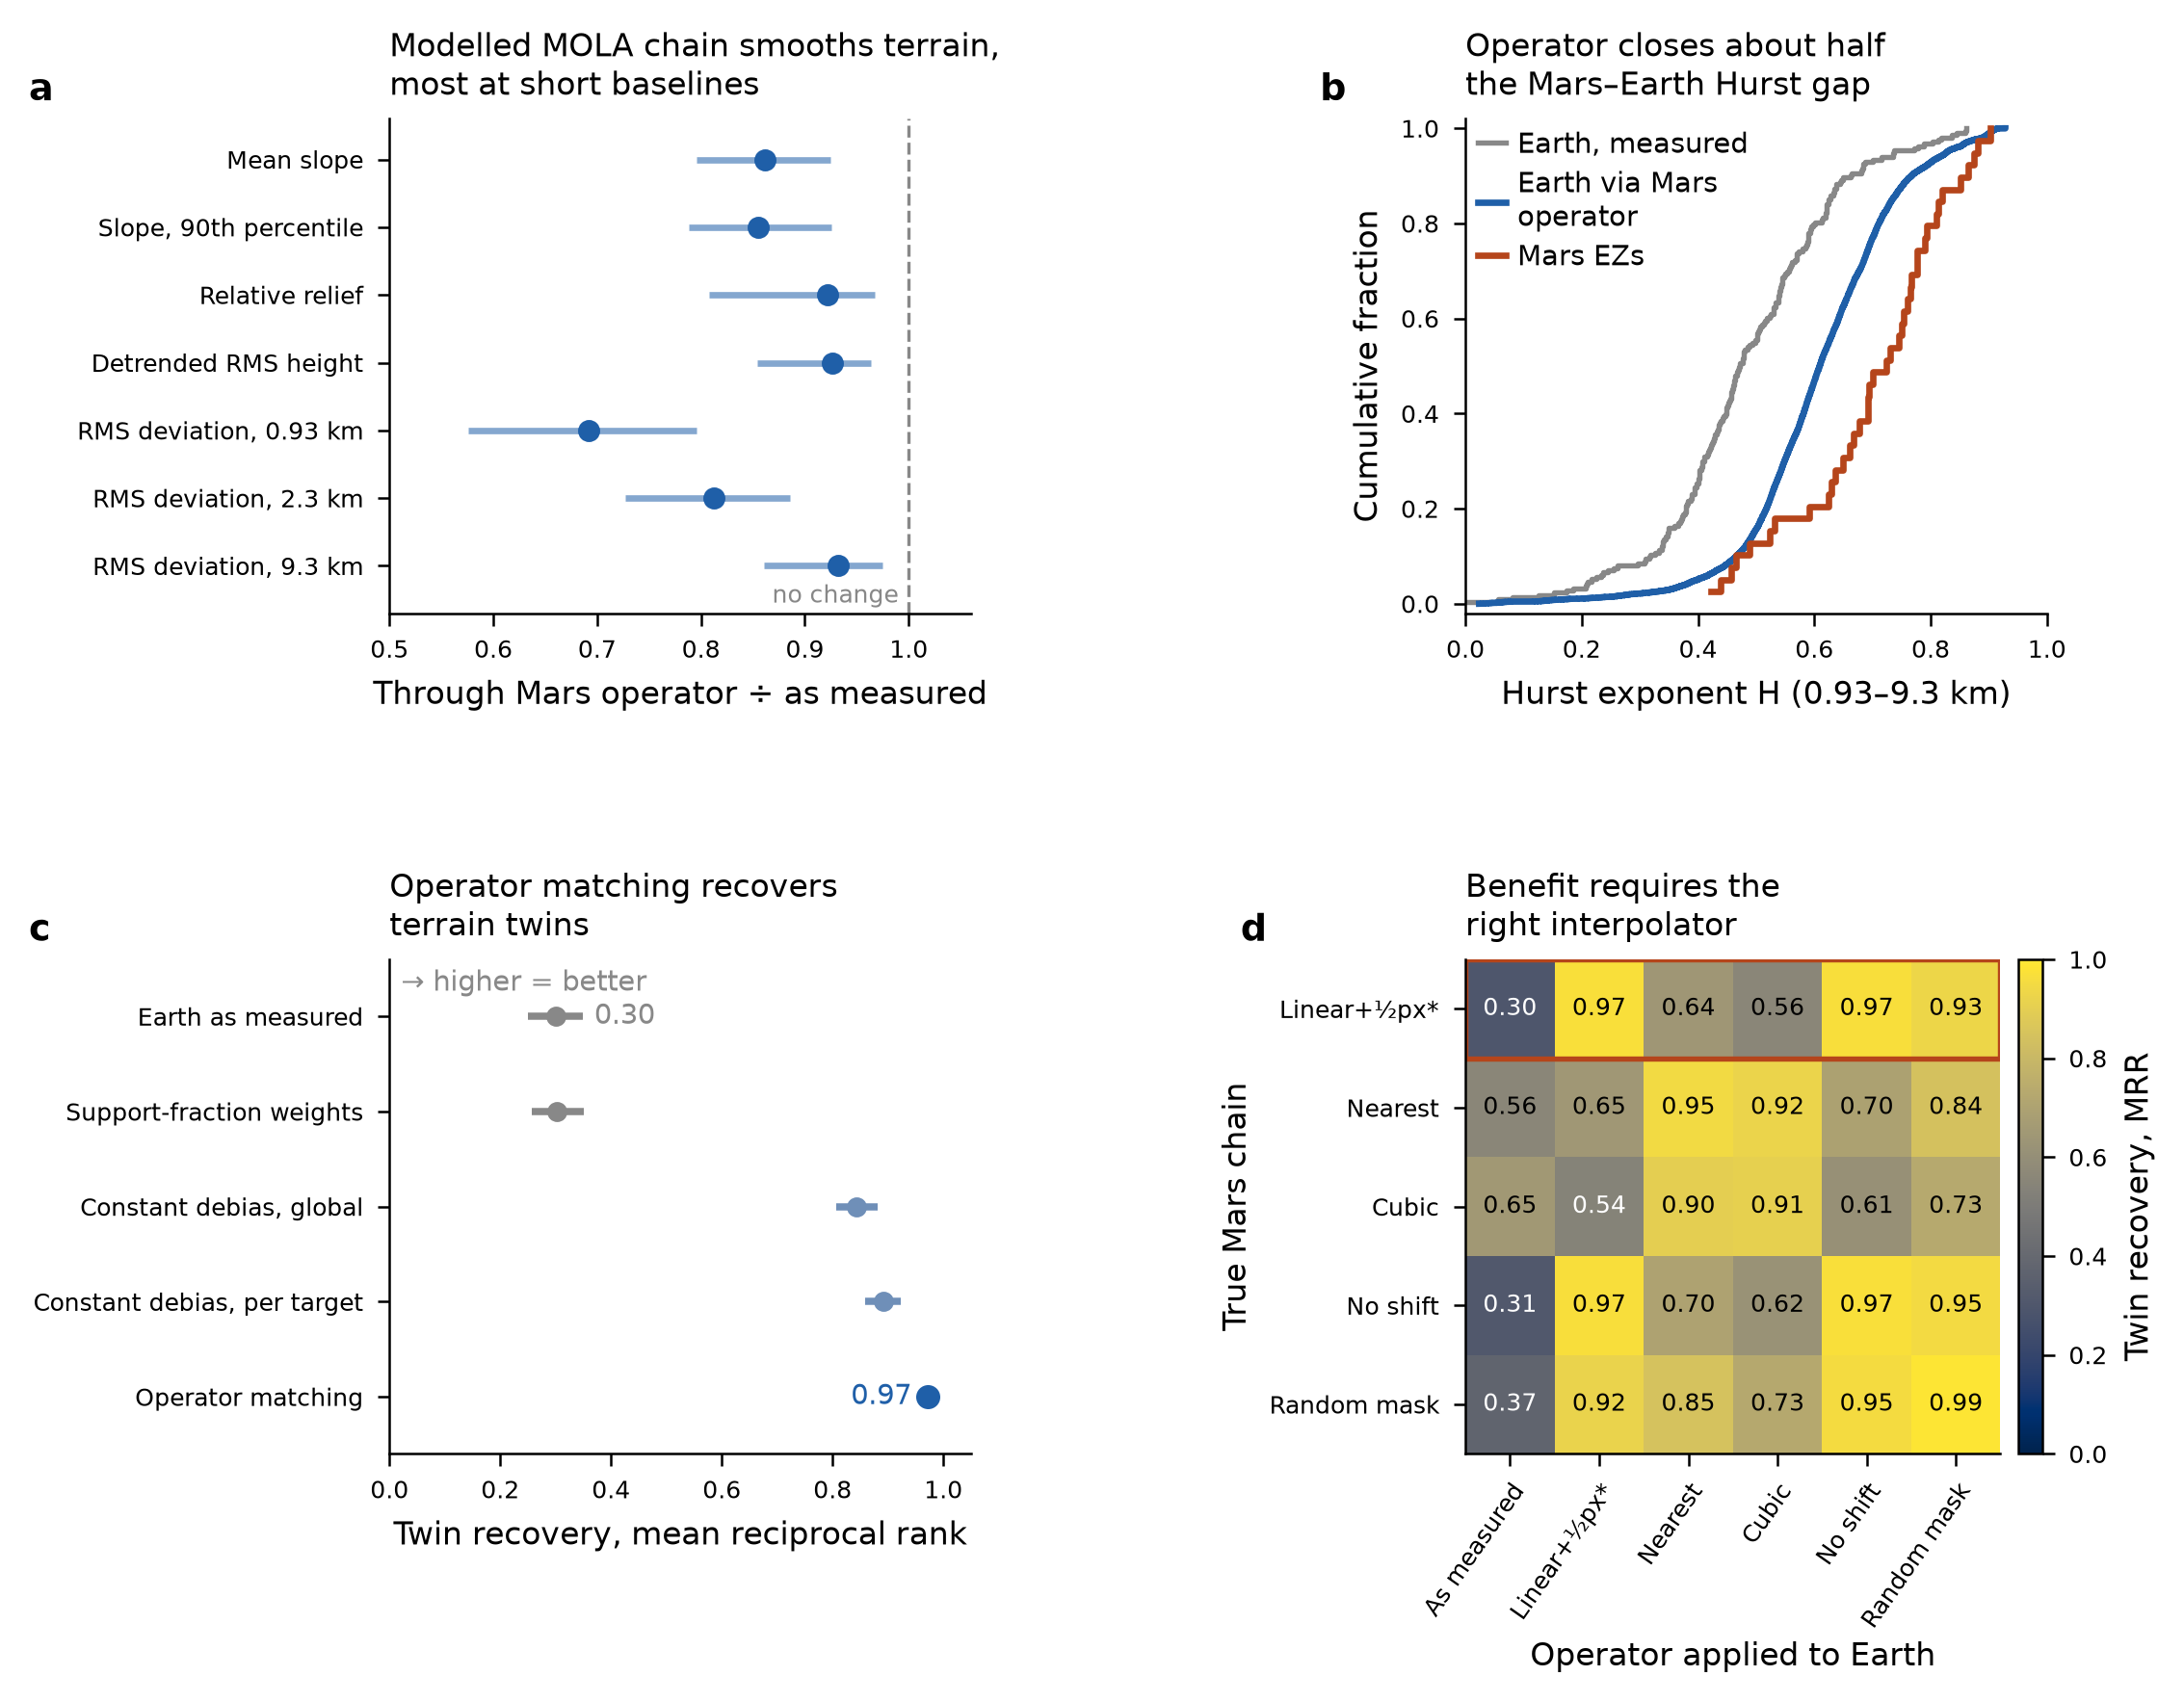 a
Modelled MOLA chain smooths terrain,
most at short baselines
Mean slope
Slope, 90th percentile
Relative relief
Detrended RMS height
RMS deviation, 0.93 km
RMS deviation, 2.3 km
RMS deviation, 9.3 km
no change
0.5 0.6 0.7 0.8 0.9 1.0
Through Mars operator ÷ as measured
b
Operator closes about half
the Mars–Earth Hurst gap
Earth, measured
Earth via Mars
operator
Mars EZs
Cumulative fraction
1.0
0.8
0.6
0.4
0.2
0.0
0.0 0.2 0.4 0.6 0.8 1.0
Hurst exponent H (0.93–9.3 km)
c
Operator matching recovers
terrain twins
→ higher = better
Earth as measured
0.30
Support-fraction weights
Constant debias, global
Constant debias, per target
Operator matching
0.97
0.0 0.2 0.4 0.6 0.8 1.0
Twin recovery, mean reciprocal rank
d
Benefit requires the
right interpolator
True Mars chain
Linear+½px* 0.30 0.97 0.64 0.56 0.97 0.93
Nearest 0.56 0.65 0.95 0.92 0.70 0.84
Cubic 0.65 0.54 0.90 0.91 0.61 0.73
No shift 0.31 0.97 0.70 0.62 0.97 0.95
Random mask 0.37 0.92 0.85 0.73 0.95 0.99
As measured
Linear+½px*
Nearest
Cubic
No shift
Random mask
Operator applied to Earth
1.0
0.8
0.6
0.4
0.2
0.0
Twin recovery, MRR